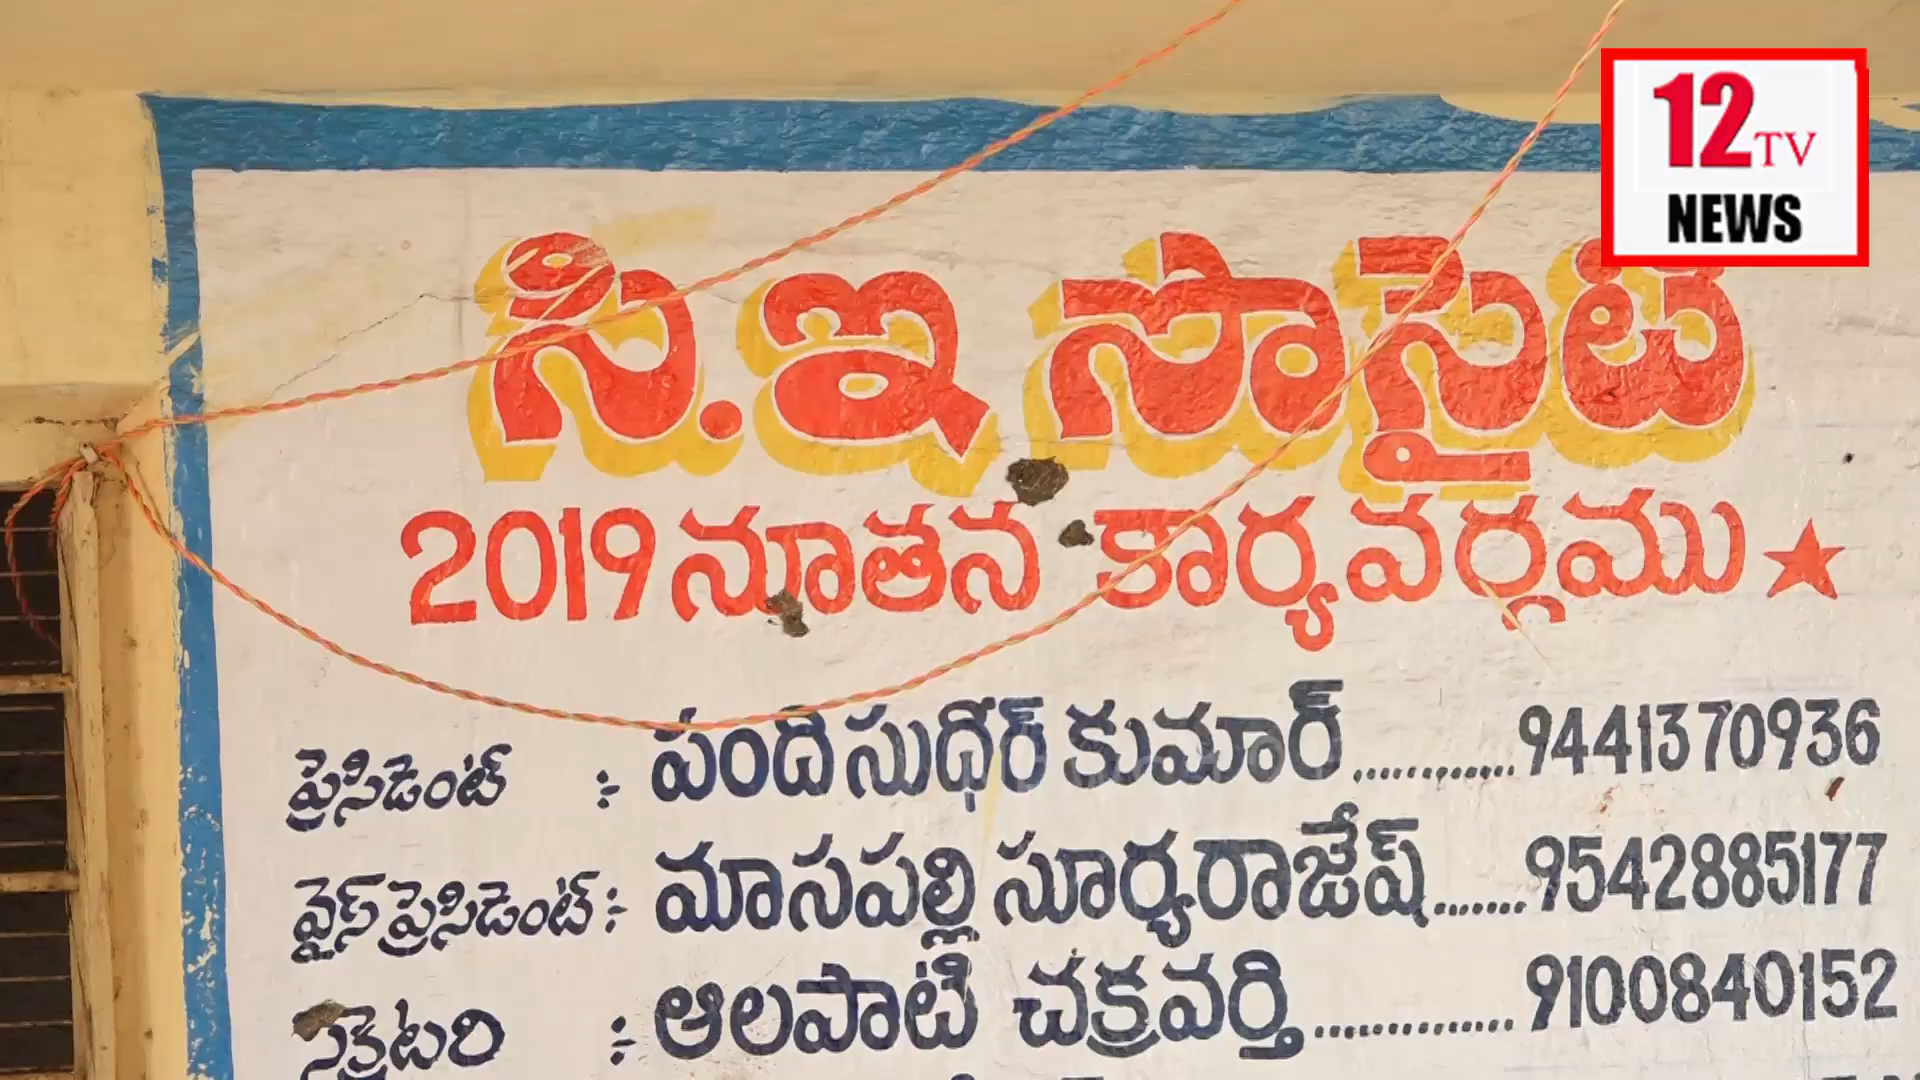 12 TV
NEWS
సి.ఇ సొసైటి
2019 నూతన కార్యవర్గము
ప్రెసిడెంట్ : పంది సుధీర్ కుమార్............9441370936
వైస్ ప్రెసిడెంట్ : మాసపల్లి సూర్యరాజేష్.......9542885177
సెక్రెటరి : ఆలపాటి చక్రవర్తి...............9100840152